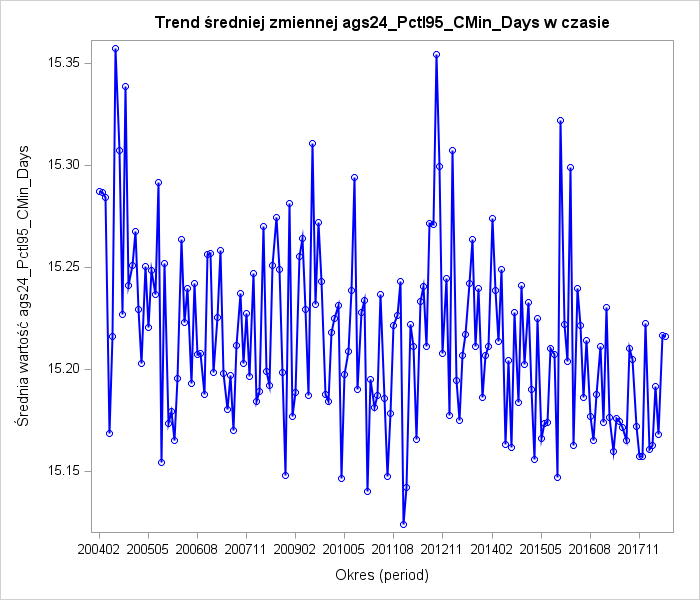 Trend średniej zmiennej ags24_Pctl95_CMin_Days w czasie
Średnia wartość ags24_Pctl95_CMin_Days
15.35
15.30
15.25
15.20
15.15
200402 200505 200608 200711 200902 201005 201108 201211 201402 201505 201608 201711
Okres (period)